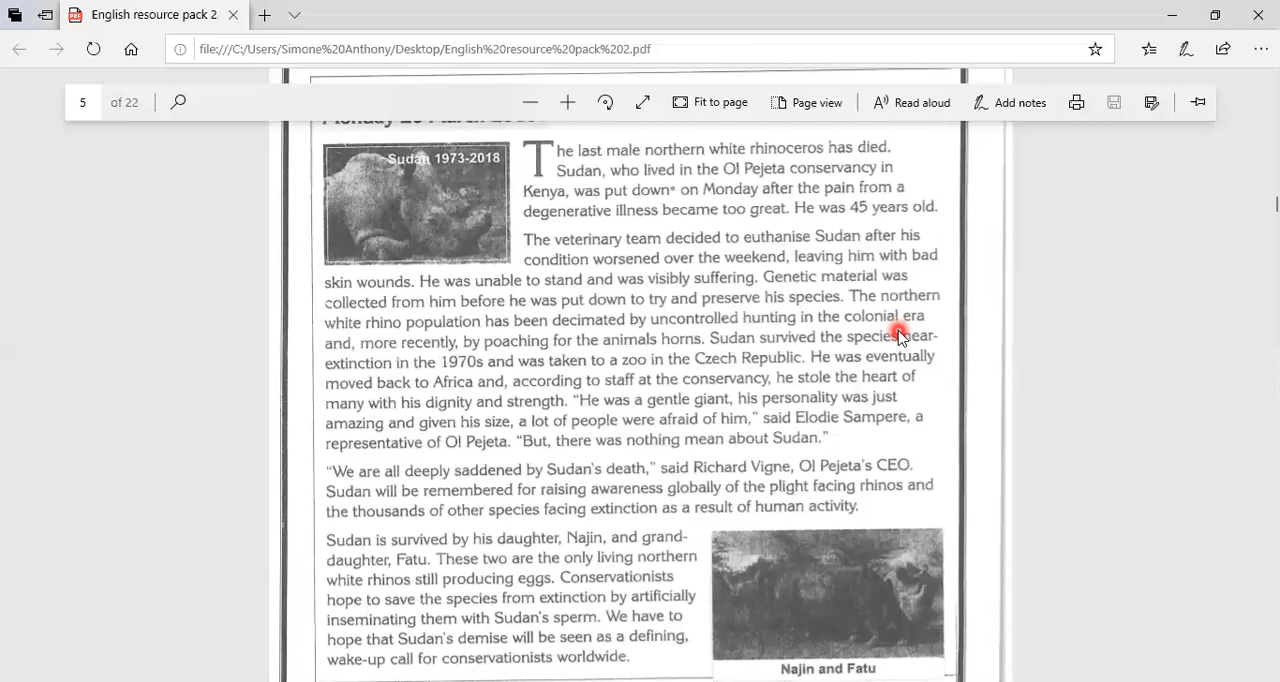 English resource pack 2.
file:///C:/Users/Simone%20Anthony/Desktop/English%20resource%20pack%202.pdf
5 of 22
Fit to page
Page view
Read aloud
Add notes
Sudan 1973-2018
The last male northern white rhinoceros has died.
Sudan, who lived in the Ol Pejeta conservancy in
Kenya, was put down* on Monday after the pain from a
degenerative illness became too great. He was 45 years old.
The veterinary team decided to euthanise Sudan after his
condition worsened over the weekend, leaving him with bad
skin wounds. He was unable to stand and was visibly suffering. Genetic material was
collected from him before he was put down to try and preserve his species. The northern
white rhino population has been decimated by uncontrolled hunting in the colonial era
and, more recently, by poaching for the animals horns. Sudan survived the species near-
extinction in the 1970s and was taken to a zoo in the Czech Republic. He was eventually
moved back to Africa and, according to staff at the conservancy, he stole the heart of
many with his dignity and strength. “He was a gentle giant, his personality was just
amazing and given his size, a lot of people were afraid of him,” said Elodie Sampere, a
representative of Ol Pejeta. “But, there was nothing mean about Sudan.”
“We are all deeply saddened by Sudan's death,” said Richard Vigne, Ol Pejeta's CEO.
Sudan will be remembered for raising awareness globally of the plight facing rhinos and
the thousands of other species facing extinction as a result of human activity.
Sudan is survived by his daughter, Najin, and grand-
daughter, Fatu. These two are the only living northern
white rhinos still producing eggs. Conservationists
hope to save the species from extinction by artificially
inseminating them with Sudan's sperm. We have to
hope that Sudan's demise will be seen as a defining,
wake-up call for conservationists worldwide.
Najin and Fatu